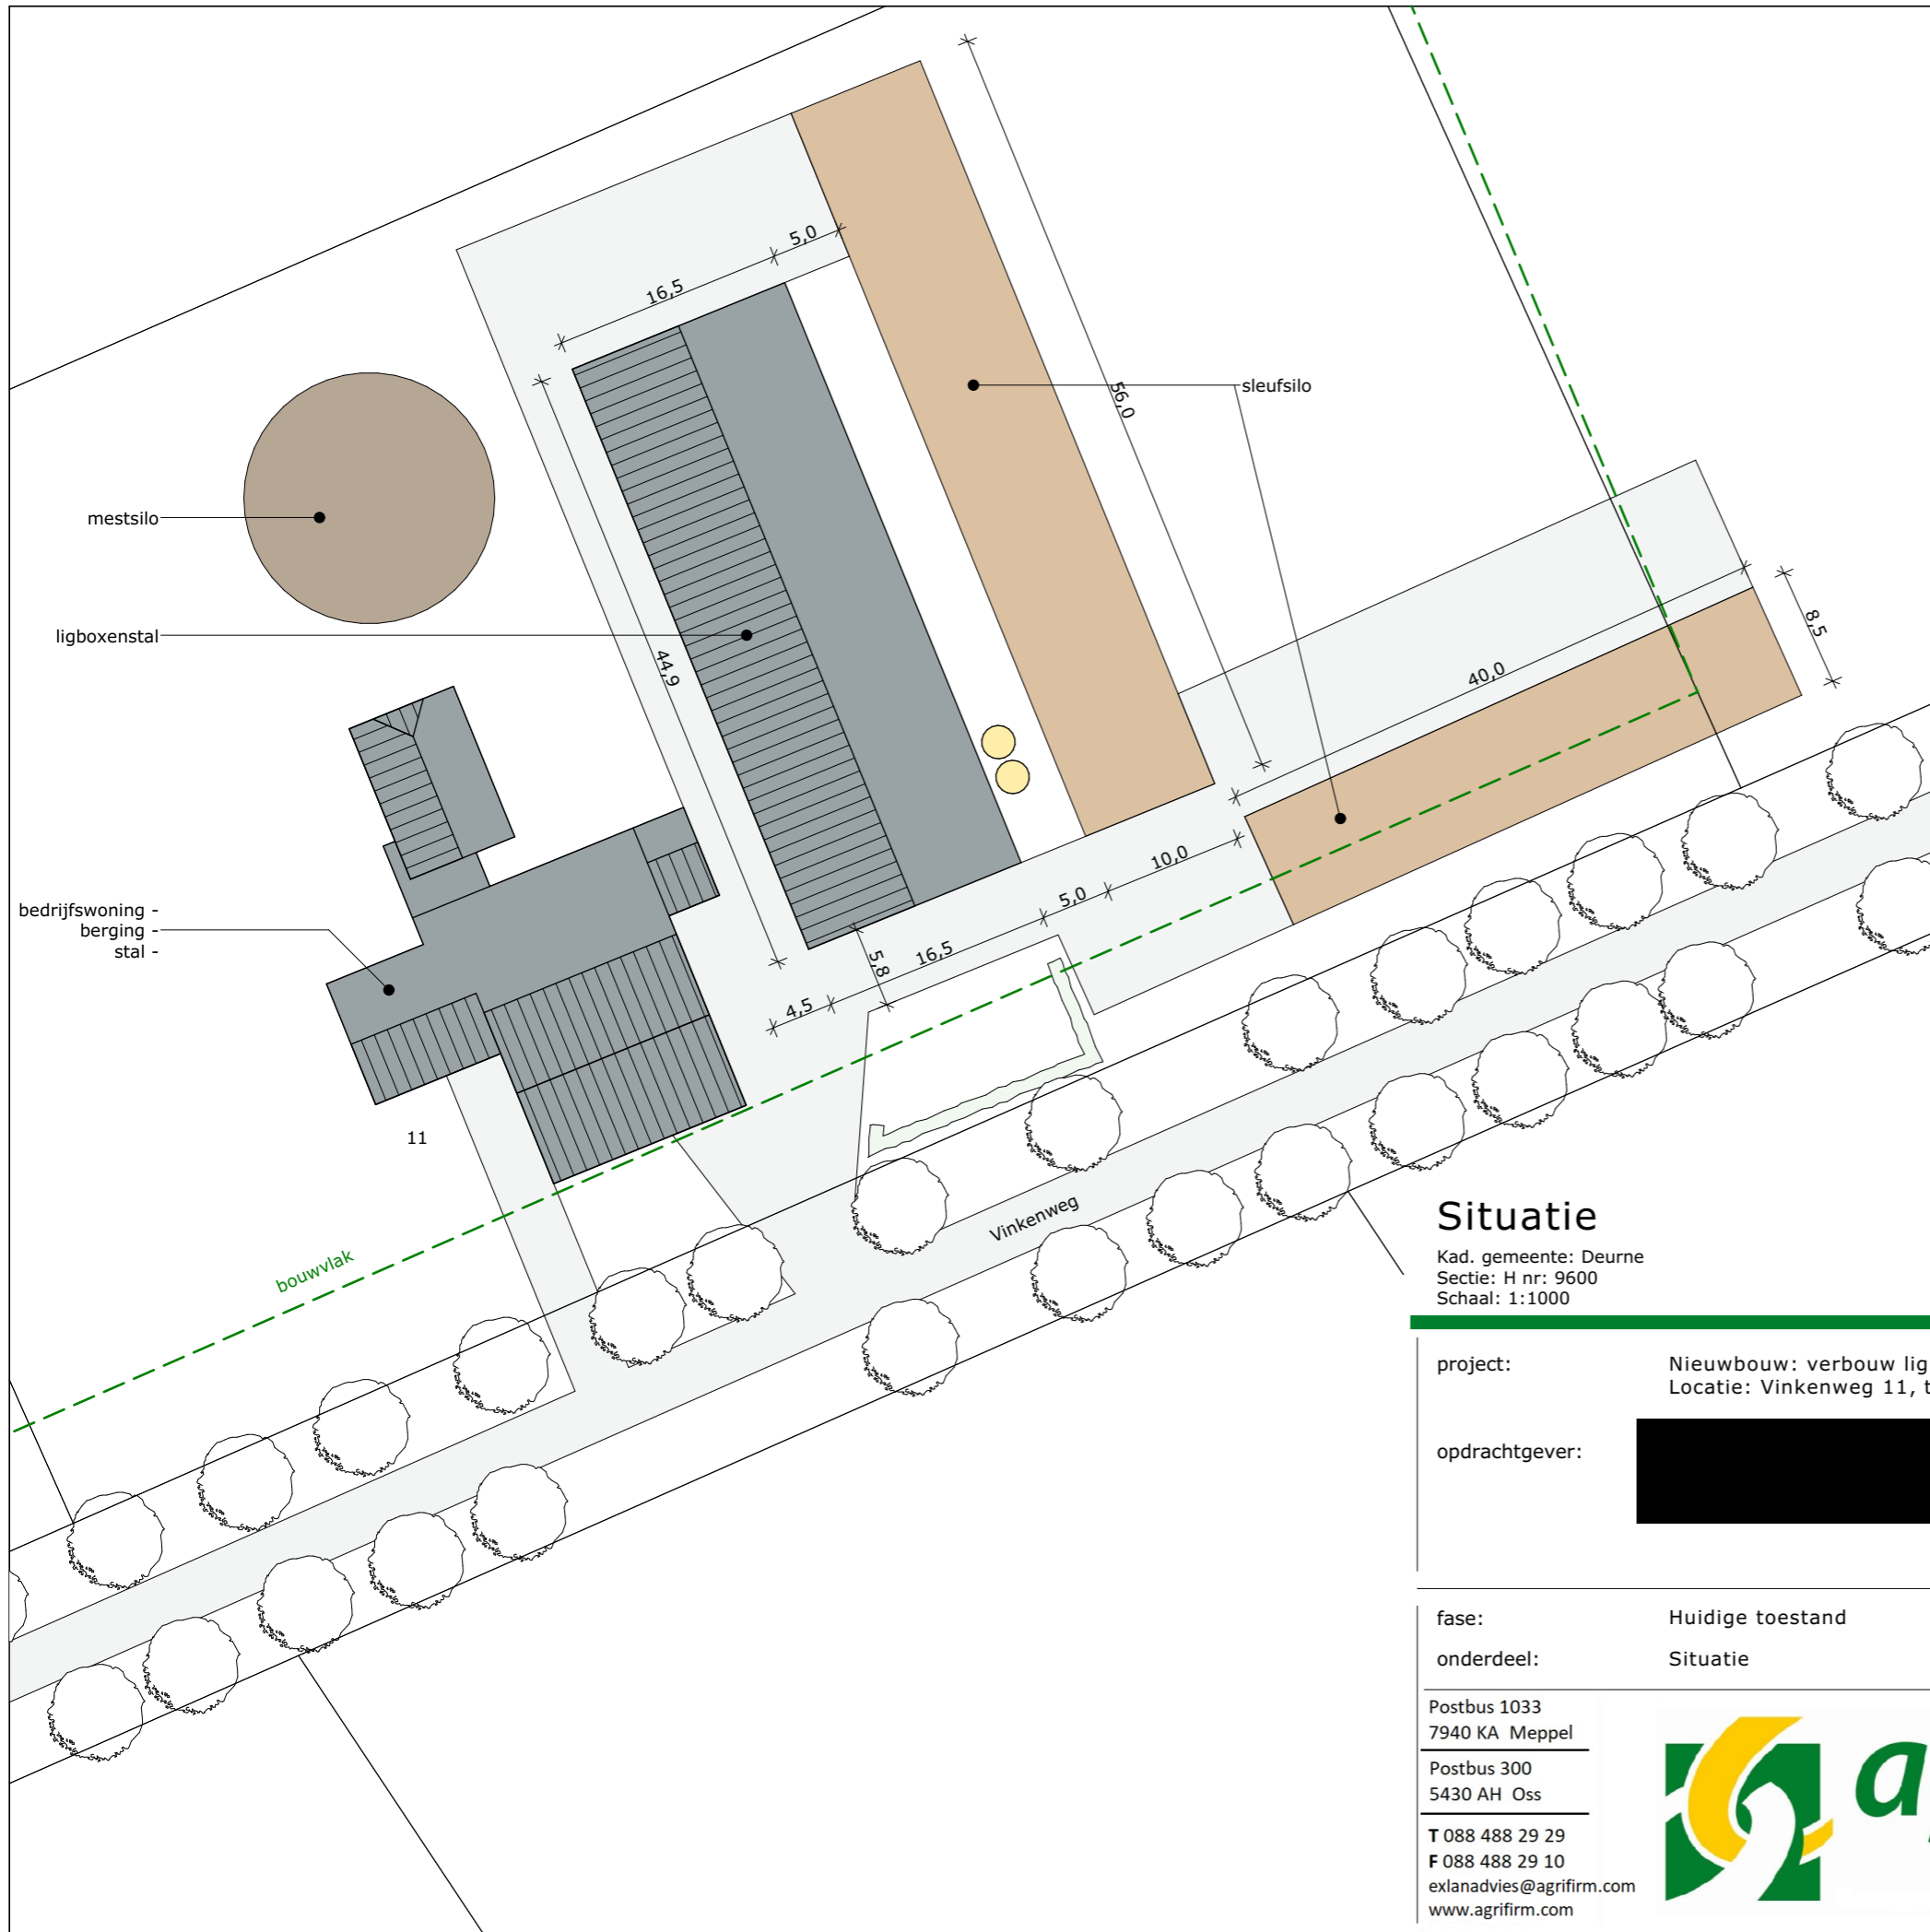 5,0
16,5
56,0
sleufsilo
mestsilo
ligboxenstal
44,9
8,5
40,0
10,0
5,0
16,5
5,8
4,5
bedrijfswoning -
berging -
stal -
11
Vinkenweg
bouwvlak
Situatie
Kad. gemeente: Deurne
Sectie: H nr: 9600
Schaal: 1:1000
project:
Nieuwbouw: verbouw lig
Locatie: Vinkenweg 11, t
opdrachtgever:
fase:
Huidige toestand
onderdeel:
Situatie
Postbus 1033
7940 KA Meppel
Postbus 300
5430 AH Oss
T 088 488 29 29
F 088 488 29 10
exlanadvies@agrifirm.com
www.agrifirm.com
a